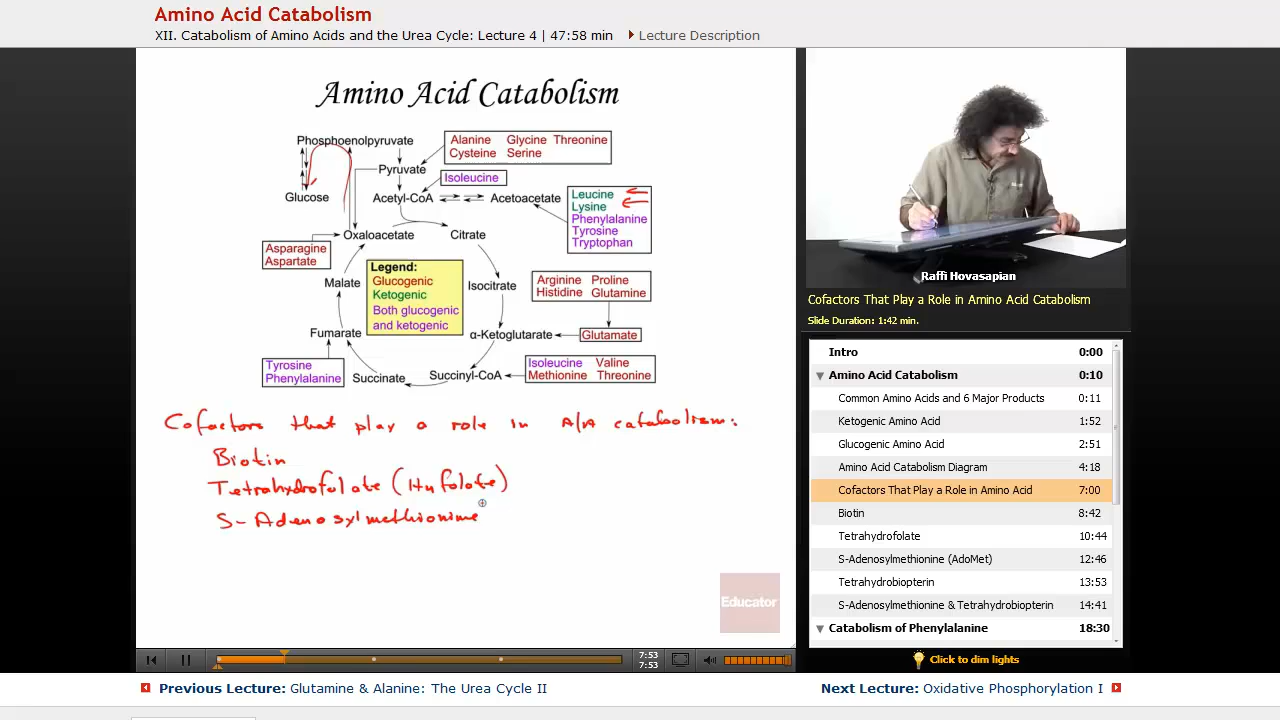 Amino Acid Catabolism
XII. Catabolism of Amino Acids and the Urea Cycle: Lecture 4 | 47:58 min
Lecture Description
Amino Acid Catabolism
Phosphoenolpyruvate
Alanine Glycine Threonine
Cysteine Serine
Pyruvate
Isoleucine
Glucose
Acetyl-CoA
Acetoacetate
Leucine
Lysine
Phenylalanine
Tyrosine
Tryptophan
Oxaloacetate
Citrate
Asparagine
Aspartate
Legend:
Glucogenic
Ketogenic
Both glucogenic
and ketogenic
Malate
Isocitrate
Arginine Proline
Histidine Glutamine
Fumarate
α-Ketoglutarate
Glutamate
Tyrosine
Phenylalanine
Succinate
Succinyl-CoA
Isoleucine Valine
Methionine Threonine
Cofactors that play a role in A/A catabolism:
Biotin
Tetrahydrofolate (H4 folate)
S-Adenosylmethionine
Educator
7:53
7:53
Raffi Hovasapian
Cofactors That Play a Role in Amino Acid Catabolism
Slide Duration: 1:42 min.
Intro 0:00
Amino Acid Catabolism 0:10
Common Amino Acids and 6 Major Products 0:11
Ketogenic Amino Acid 1:52
Glucogenic Amino Acid 2:51
Amino Acid Catabolism Diagram 4:18
Cofactors That Play a Role in Amino Acid 7:00
Biotin 8:42
Tetrahydrofolate 10:44
S-Adenosylmethionine (AdoMet) 12:46
Tetrahydrobiopterin 13:53
S-Adenosylmethionine & Tetrahydrobiopterin 14:41
Catabolism of Phenylalanine 18:30
Click to dim lights
Previous Lecture: Glutamine & Alanine: The Urea Cycle II
Next Lecture: Oxidative Phosphorylation I